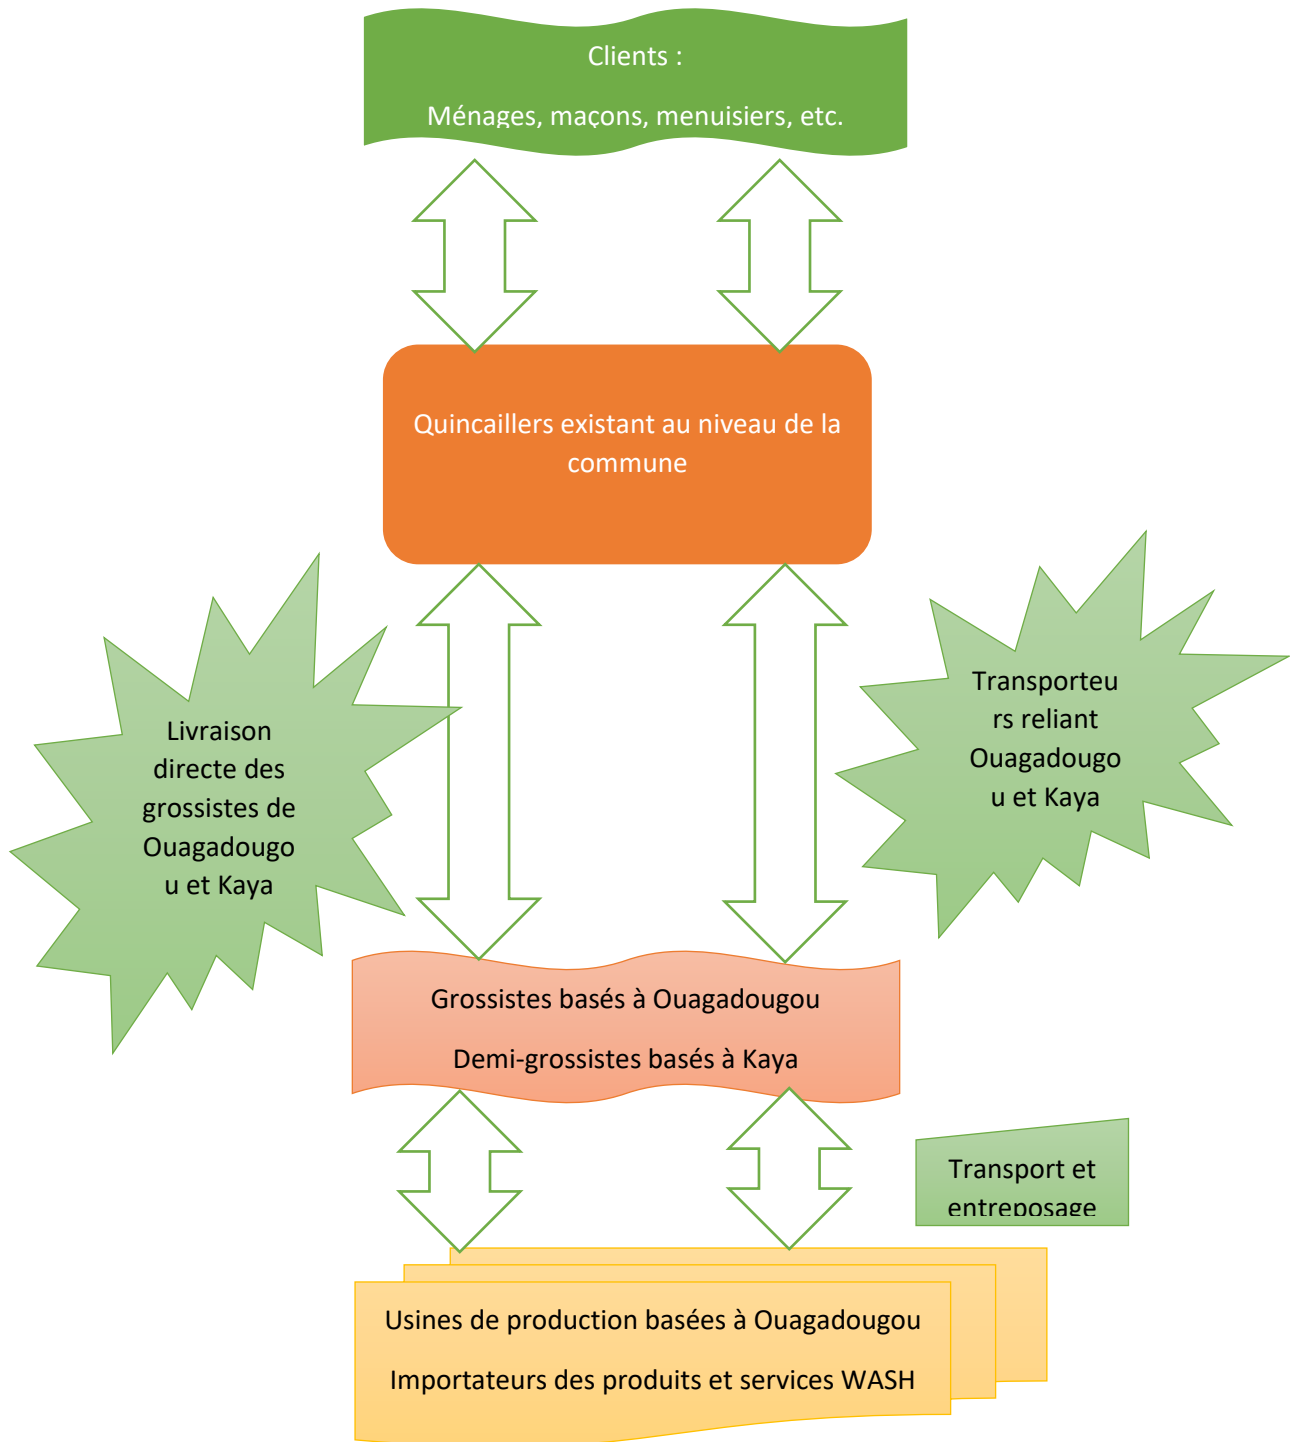 Clients :
Ménages, maçons, menuisiers, etc.
Quincaillers existant au niveau de la
commune
Livraison
directe des
grossistes de
Ouagadougo
u et Kaya
Transporteu
rs reliant
Ouagadougo
u et Kaya
Grossistes basés à Ouagadougou
Demi-grossistes basés à Kaya
Transport et
entreposage
Usines de production basées à Ouagadougou
Importateurs des produits et services WASH